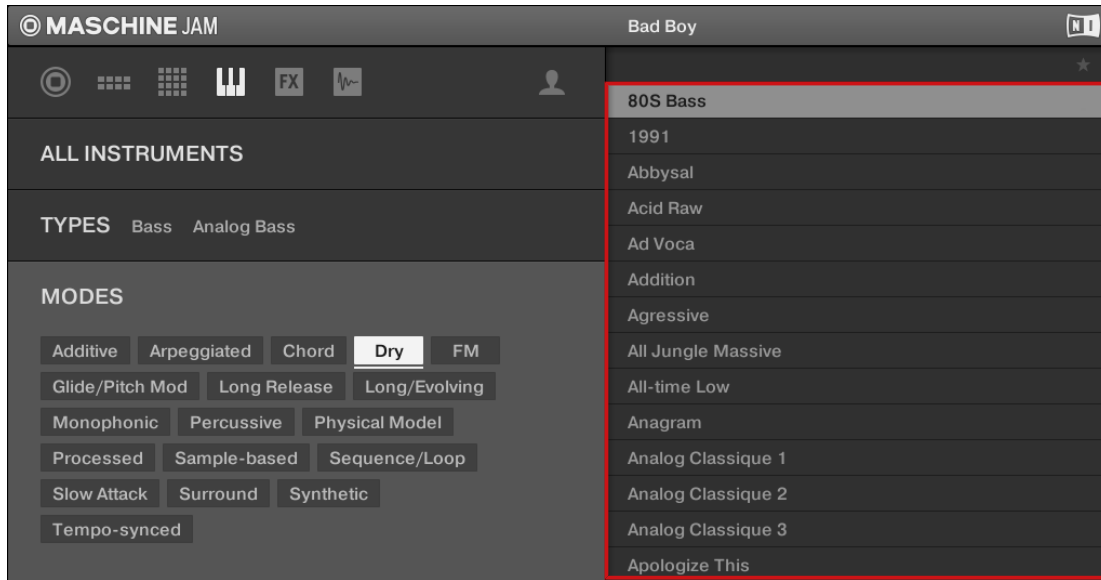 MASCHINE JAM
Bad Boy
NI
FX
ALL INSTRUMENTS
TYPES Bass Analog Bass
MODES
Additive Arpeggiated Chord Dry FM
Glide/Pitch Mod Long Release Long/Evolving
Monophonic Percussive Physical Model
Processed Sample-based Sequence/Loop
Slow Attack Surround Synthetic
Tempo-synced
80S Bass
1991
Abbysal
Acid Raw
Ad Voca
Addition
Agressive
All Jungle Massive
All-time Low
Anagram
Analog Classique 1
Analog Classique 2
Analog Classique 3
Apologize This